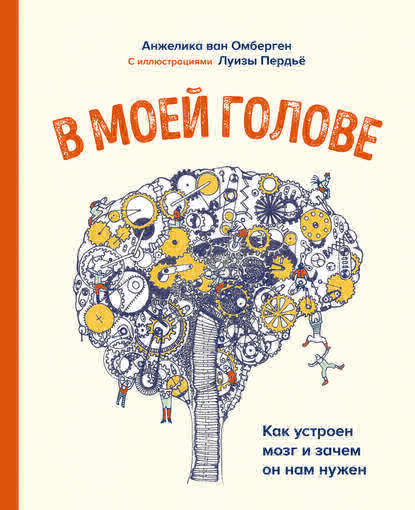 Анжелика ван Омберген
С иллюстрациями Луизы Пердьё
В МОЕЙ ГОЛОВЕ
Как устроен
мозг и зачем
он нам нужен